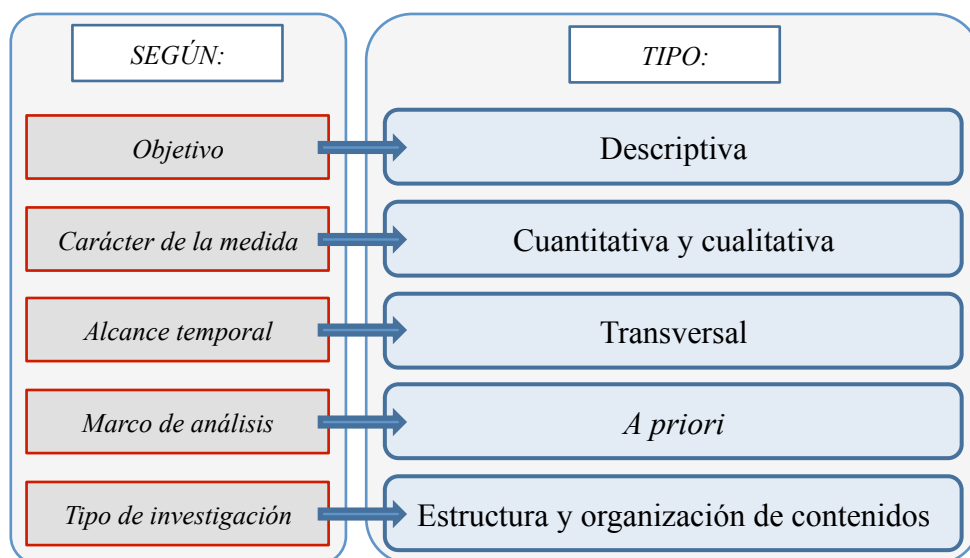 SEGÚN:
TIPO:
Objetivo
Descriptiva
Carácter de la medida
Cuantitativa y cualitativa
Alcance temporal
Transversal
Marco de análisis
A priori
Tipo de investigación
Estructura y organización de contenidos